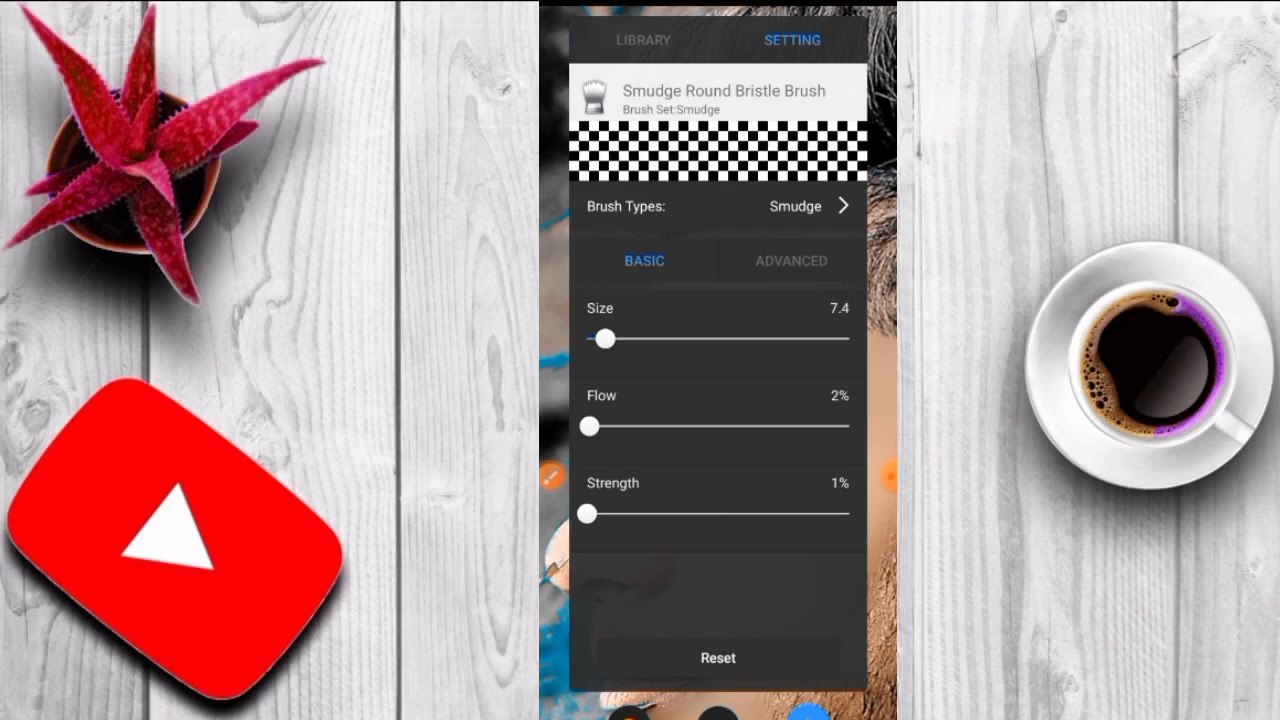 LIBRARY
SETTING
Smudge Round Bristle Brush
Brush Set:Smudge
Brush Types:
Smudge
BASIC
ADVANCED
Size
7.4
Flow
2%
Strength
1%
Reset